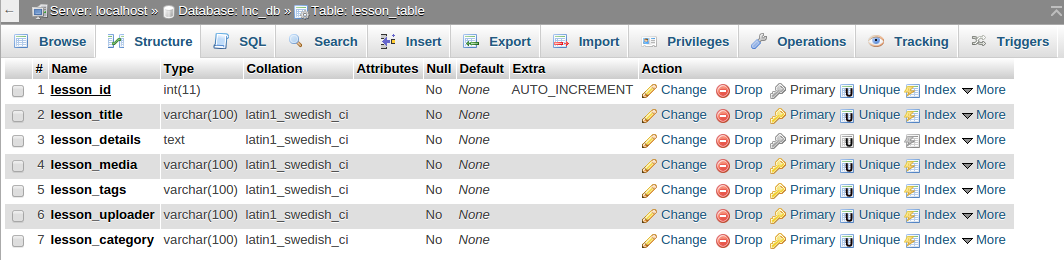 ← Server: localhost » Database: lnc_db » Table: lesson_table
Browse Structure SQL Search Insert Export Import Privileges Operations Tracking Triggers
# Name Type Collation Attributes Null Default Extra Action
1 lesson_id int(11) No None AUTO_INCREMENT Change Drop Primary Unique Index More
2 lesson_title varchar(100) latin1_swedish_ci No None Change Drop Primary Unique Index More
3 lesson_details text latin1_swedish_ci No None Change Drop Primary Unique Index More
4 lesson_media varchar(100) latin1_swedish_ci No None Change Drop Primary Unique Index More
5 lesson_tags varchar(100) latin1_swedish_ci No None Change Drop Primary Unique Index More
6 lesson_uploader varchar(100) latin1_swedish_ci No None Change Drop Primary Unique Index More
7 lesson_category varchar(100) latin1_swedish_ci No None Change Drop Primary Unique Index More